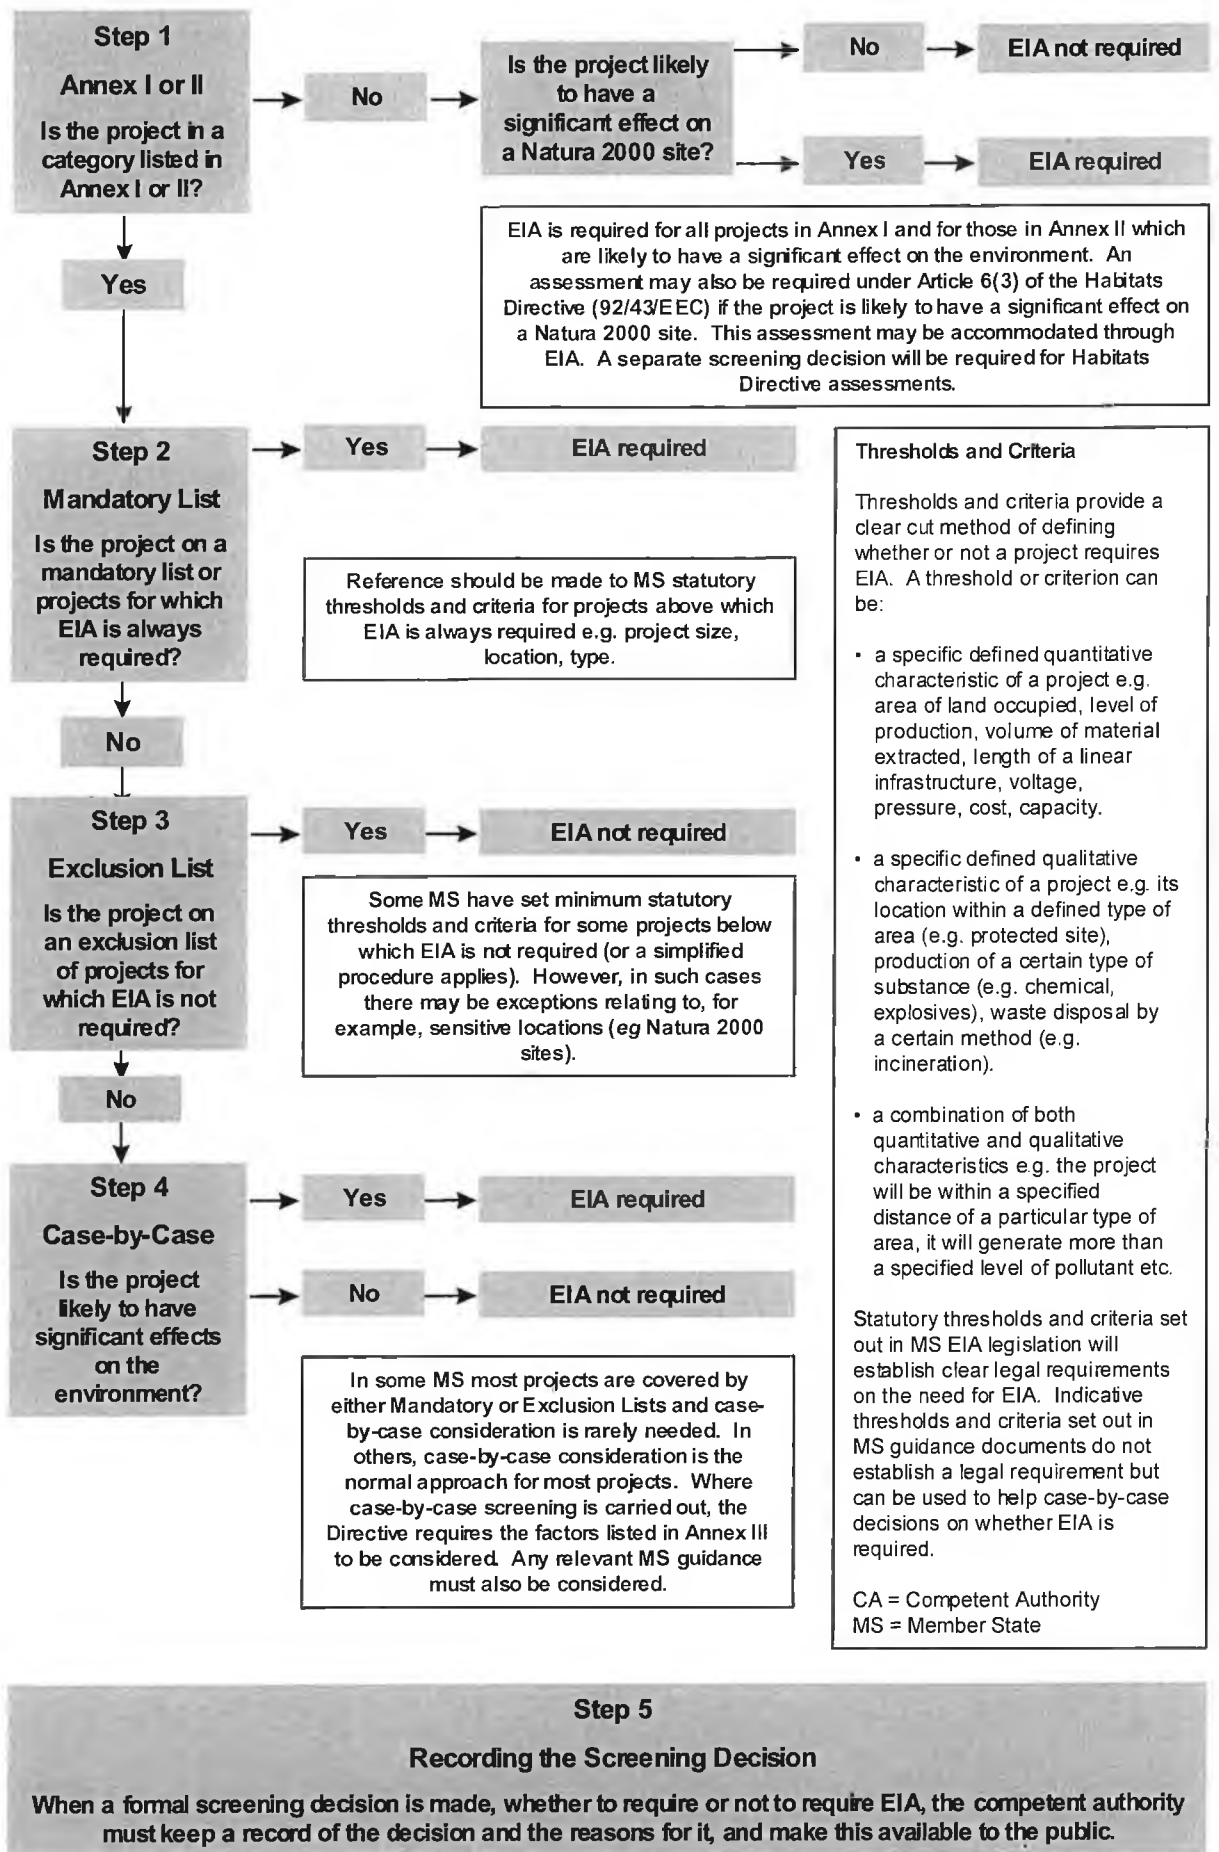 Step 1
Annex I or II
Is the project in a
category listed in
Annex I or II?
No
Is the project likely
to have a
significant effect on
a Natura 2000 site?
No
EIA not required
Yes
EIA required
Yes
EIA is required for all projects in Annex I and for those in Annex II which
are likely to have a significant effect on the environment. An
assessment may also be required under Article 6(3) of the Habitats
Directive (92/43/EEC) if the project is likely to have a significant effect on
a Natura 2000 site. This assessment may be accommodated through
EIA. A separate screening decision will be required for Habitats
Directive assessments.
Step 2
Mandatory List
Is the project on a
mandatory list or
projects for which
EIA is always
required?
Yes
EIA required
Reference should be made to MS statutory
thresholds and criteria for projects above which
EIA is always required e.g. project size,
location, type.
No
Step 3
Exclusion List
Is the project on
an exclusion list
of projects for
which EIA is not
required?
Yes
EIA not required
Some MS have set minimum statutory
thresholds and criteria for some projects below
which EIA is not required (or a simplified
procedure applies). However, in such cases
there may be exceptions relating to, for
example, sensitive locations (eg Natura 2000
sites).
No
Step 4
Case-by-Case
Is the project
likely to have
significant effects
on the
environment?
Yes
EIA required
No
EIA not required
In some MS most projects are covered by
either Mandatory or Exclusion Lists and case-
by-case consideration is rarely needed. In
others, case-by-case consideration is the
normal approach for most projects. Where
case-by-case screening is carried out, the
Directive requires the factors listed in Annex III
to be considered. Any relevant MS guidance
must also be considered.
Thresholds and Criteria
Thresholds and criteria provide a
clear cut method of defining
whether or not a project requires
EIA. A threshold or criterion can
be:
• a specific defined quantitative
characteristic of a project e.g.
area of land occupied, level of
production, volume of material
extracted, length of a linear
infrastructure, voltage,
pressure, cost, capacity.
• a specific defined qualitative
characteristic of a project e.g. its
location within a defined type of
area (e.g. protected site),
production of a certain type of
substance (e.g. chemical,
explosives), waste disposal by
a certain method (e.g.
incineration).
• a combination of both
quantitative and qualitative
characteristics e.g. the project
will be within a specified
distance of a particular type of
area, it will generate more than
a specified level of pollutant etc.
Statutory thresholds and criteria set
out in MS EIA legislation will
establish clear legal requirements
on the need for EIA. Indicative
thresholds and criteria set out in
MS guidance documents do not
establish a legal requirement but
can be used to help case-by-case
decisions on whether EIA is
required.
CA = Competent Authority
MS = Member State
Step 5
Recording the Screening Decision
When a formal screening decision is made, whether to require or not to require EIA, the competent authority
must keep a record of the decision and the reasons for it, and make this available to the public.